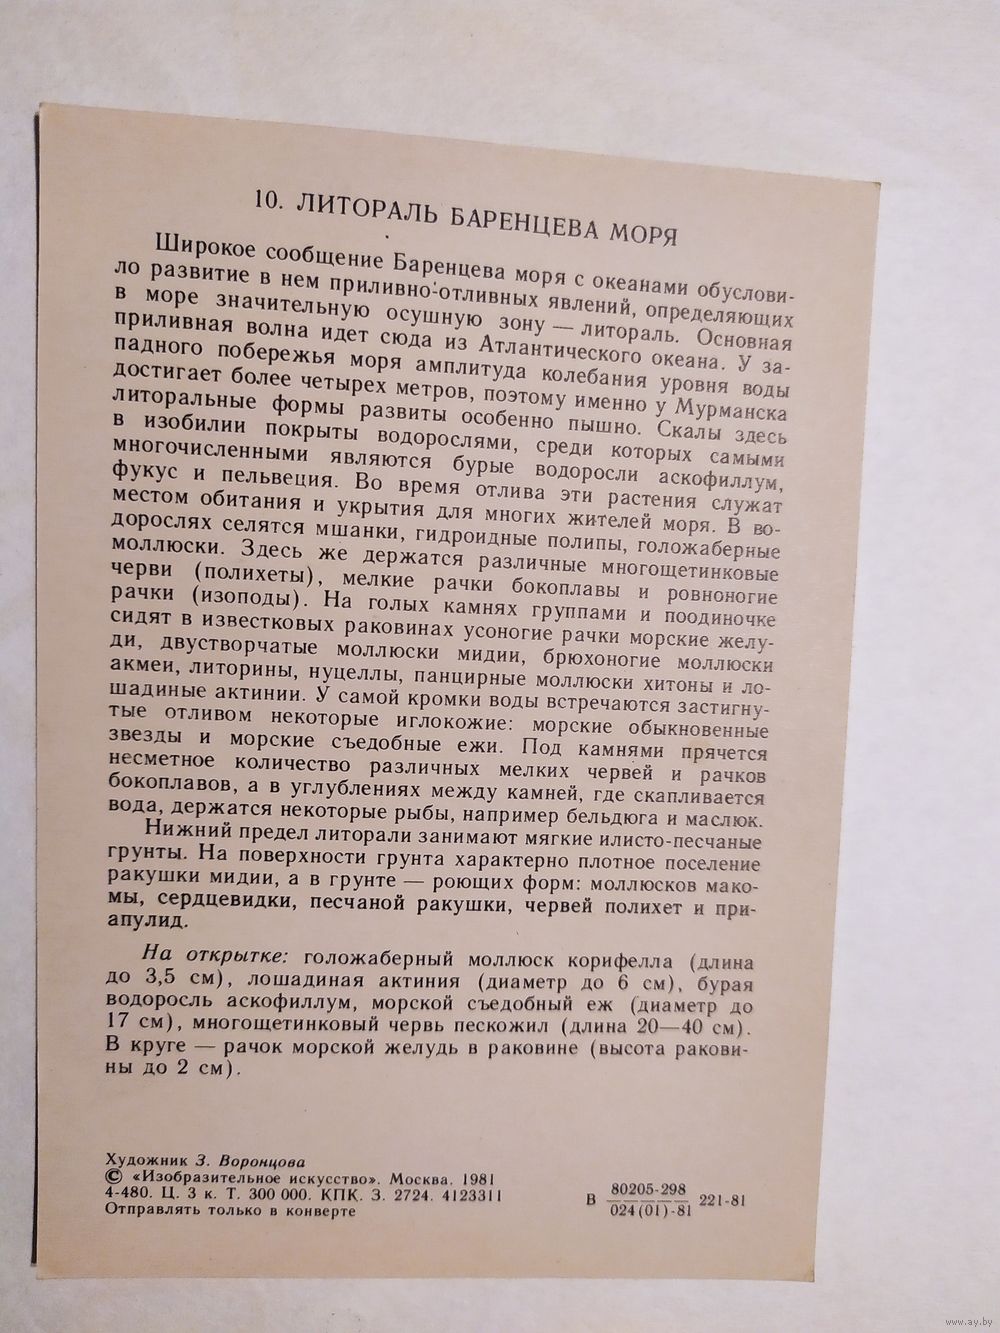 10. ЛИТОРАЛЬ БАРЕНЦЕВА МОРЯ
Широкое сообщение Баренцева моря с океанами обуслови-
ло развитие в нем приливно-отливных явлений, определяющих
в море значительную осушную зону — литораль. Основная
приливная волна идет сюда из Атлантического океана. У за-
падного побережья моря амплитуда колебания уровня воды
достигает более четырех метров, поэтому именно у Мурманска
литоральные формы развиты особенно пышно. Скалы здесь
в изобилии покрыты водорослями, среди которых самыми
многочисленными являются бурые водоросли аскофиллум,
фукус и пельвеция. Во время отлива эти растения служат
местом обитания и укрытия для многих жителей моря. В во-
дорослях селятся мшанки, гидроидные полипы, голожаберные
моллюски. Здесь же держатся различные многощетинковые
черви (полихеты), мелкие рачки бокоплавы и ровноногие
рачки (изоподы). На голых камнях группами и поодиночке
сидят в известковых раковинах усоногие рачки морские желу-
ди, двустворчатые моллюски мидии, брюхоногие моллюски
акмеи, литорины, нуцеллы, панцирные моллюски хитоны и ло-
шадиные актинии. У самой кромки воды встречаются застигну-
тые отливом некоторые иглокожие: морские обыкновенные
звезды и морские съедобные ежи. Под камнями прячется
несметное количество различных мелких червей и рачков
бокоплавов, а в углублениях между камней, где скапливается
вода, держатся некоторые рыбы, например бельдюга и маслюк.
Нижний предел литорали занимают мягкие илисто-песчаные
грунты. На поверхности грунта характерно плотное поселение
ракушки мидии, а в грунте — роющих форм: моллюсков мако-
мы, сердцевидки, песчаной ракушки, червей полихет и при-
апулид.
На открытке: голожаберный моллюск корифелла (длина
до 3,5 см), лошадиная актиния (диаметр до 6 см), бурая
водоросль аскофиллум, морской съедобный еж (диаметр до
17 см), многощетинковый червь пескожил (длина 20—40 см).
В круге — рачок морской желудь в раковине (высота ракови-
ны до 2 см).
Художник З. Воронцова
© «Изобразительное искусство». Москва. 1981
4-480. Ц. 3 к. Т. 300 000. КПК. З. 2724. 4123311
Отправлять только в конверте
В 80205-298 221-81
024(01)-81
www.ay.by